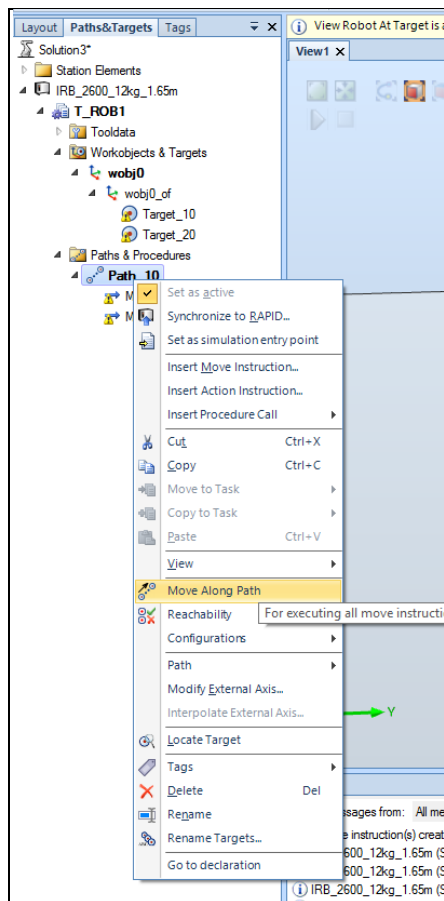 Layout Paths&Targets Tags
View Robot At Target is a
Solution3*
View1
Station Elements
IRB_2600_12kg_1.65m
T_ROB1
Tooldata
Workobjects & Targets
wobj0
wobj0_of
Target_10
Target_20
Paths & Procedures
Path_10
M
M
Set as active
Synchronize to RAPID...
Set as simulation entry point
Insert Move Instruction...
Insert Action Instruction...
Insert Procedure Call
Cut Ctrl+X
Copy Ctrl+C
Move to Task
Copy to Task
Paste Ctrl+V
View
Move Along Path
Reachability
For executing all move instructi
Configurations
Path
Modify External Axis...
Interpolate External Axis...
Y
Locate Target
Tags
Delete Del
Rename
Rename Targets...
Go to declaration
sages from: All me
e instruction(s) creat
600_12kg_1.65m (S
600_12kg_1.65m (S
IRB_2600_12kg_1.65m (S